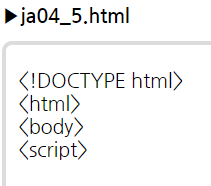 ▶ja04_5.html
〈!DOCTYPE html〉
〈html〉
〈body〉
〈script〉